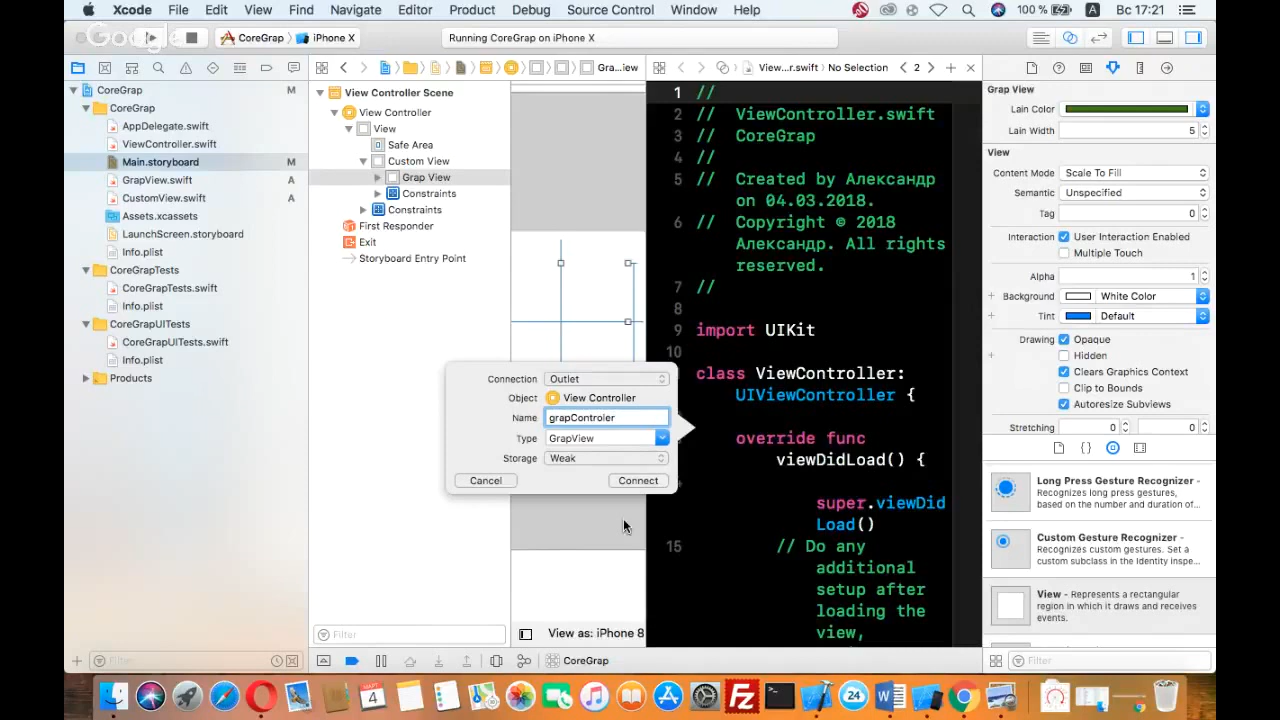 Xcode File Edit View Find Navigate Editor Product Debug Source Control Window Help 100 % A Вс 17:21
CoreGrap iPhone X Running CoreGrap on iPhone X
Gra...iew View...r.swift No Selection 2
CoreGrap M
CoreGrap
AppDelegate.swift
ViewController.swift
Main.storyboard M
GrapView.swift A
CustomView.swift A
Assets.xcassets
LaunchScreen.storyboard
Info.plist
CoreGrapTests
CoreGrapTests.swift
Info.plist
CoreGrapUITests
CoreGrapUITests.swift
Info.plist
Products
Filter
View Controller Scene
View Controller
View
Safe Area
Custom View
Grap View
Constraints
Constraints
First Responder
Exit
Storyboard Entry Point
Filter
View as: iPhone 8
Connection Outlet
Object View Controller
Name grapControler
Type GrapView
Storage Weak
Cancel Connect
1 //
2 // ViewController.swift
3 // CoreGrap
4 //
5 // Created by Александр
on 04.03.2018.
6 // Copyright © 2018
Александр. All rights
reserved.
7 //
8
9 import UIKit
10
class ViewController:
UIViewController {
override func
viewDidLoad() {
super.viewDid
Load()
15 // Do any
additional
setup after
loading the
view,
CoreGrap
Grap View
Lain Color
Lain Width 5
View
Content Mode Scale To Fill
Semantic Unspecified
Tag 0
Interaction User Interaction Enabled
Multiple Touch
Alpha 1
Background White Color
Tint Default
Drawing Opaque
Hidden
Clears Graphics Context
Clip to Bounds
Autoresize Subviews
Stretching 0 0
Long Press Gesture Recognizer -
Recognizes long press gestures,
based on the number and duration of...
Custom Gesture Recognizer -
Recognizes custom gestures. Set a
custom subclass in the Identity inspe...
View - Represents a rectangular
region in which it draws and receives
events.
Filter
МАРТ
4
24